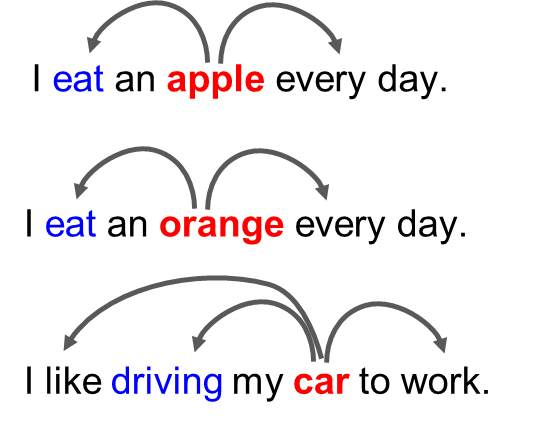 I eat an apple every day.
I eat an orange every day.
I like driving my car to work.